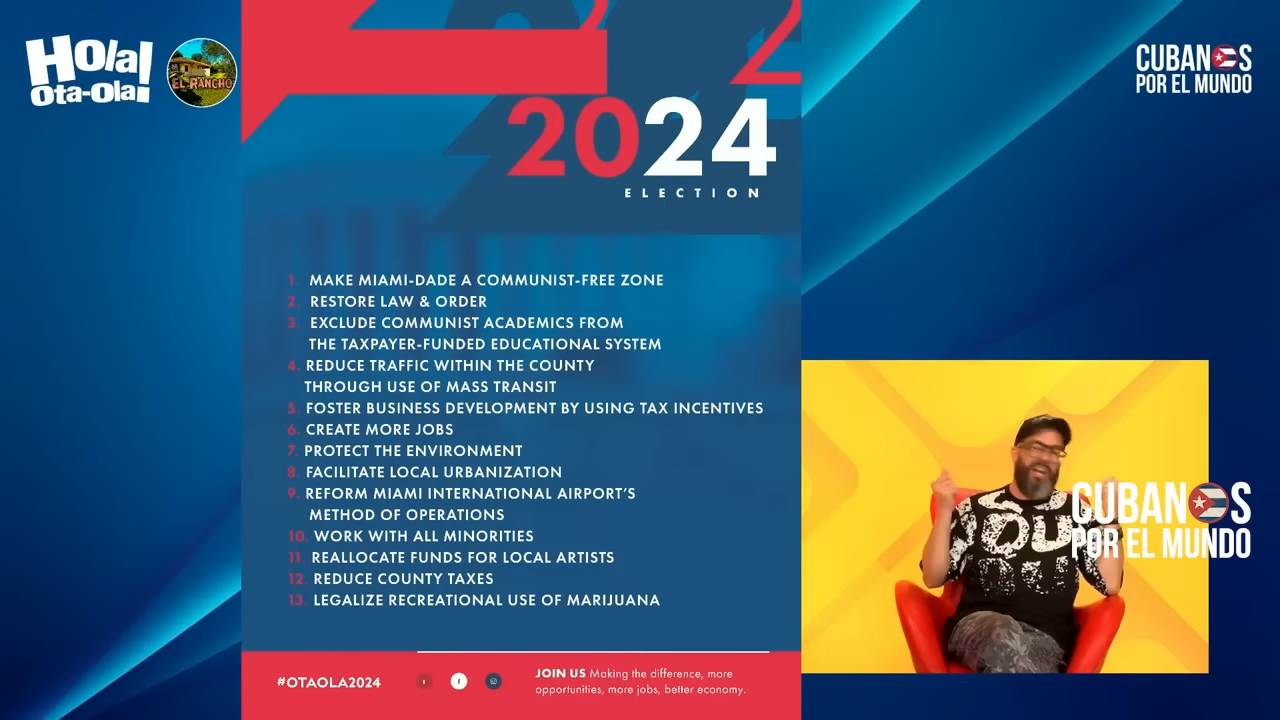 Hola!
Ota-Ola!
EL RANCHO
CUBANOS
POR EL MUNDO
2024
ELECTION
1. MAKE MIAMI-DADE A COMMUNIST-FREE ZONE
2. RESTORE LAW & ORDER
3. EXCLUDE COMMUNIST ACADEMICS FROM
THE TAXPAYER-FUNDED EDUCATIONAL SYSTEM
4. REDUCE TRAFFIC WITHIN THE COUNTY
THROUGH USE OF MASS TRANSIT
5. FOSTER BUSINESS DEVELOPMENT BY USING TAX INCENTIVES
6. CREATE MORE JOBS
7. PROTECT THE ENVIRONMENT
8. FACILITATE LOCAL URBANIZATION
9. REFORM MIAMI INTERNATIONAL AIRPORT'S
METHOD OF OPERATIONS
10. WORK WITH ALL MINORITIES
11. REALLOCATE FUNDS FOR LOCAL ARTISTS
12. REDUCE COUNTY TAXES
13. LEGALIZE RECREATIONAL USE OF MARIJUANA
#OTAOLA2024
JOIN US Making the difference, more
opportunities, more jobs, better economy.
CUBANOS
POR EL MUNDO